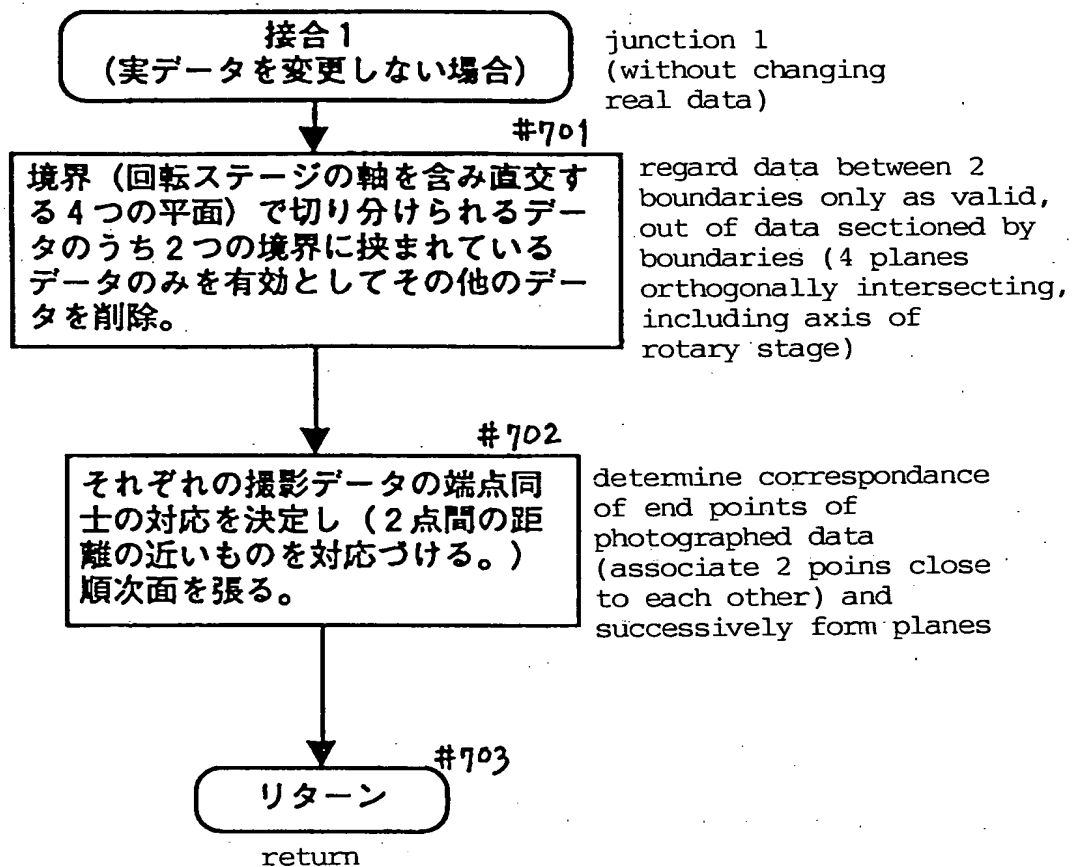 接合1
(実データを変更しない場合)
junction 1
(without changing
real data)
#701
境界(回転ステージの軸を含み直交す
る4つの平面)で切り分けられるデー
タのうち2つの境界に挟まれている
データのみを有効としてその他のデー
タを削除。
regard data between 2
boundaries only as valid,
out of data sectioned by
boundaries (4 planes
orthogonally intersecting,
including axis of
rotary stage)
#702
それぞれの撮影データの端点同
士の対応を決定し(2点間の距
離の近いものを対応づける。)
順次面を張る。
determine correspondance
of end points of
photographed data
(associate 2 poins close
to each other) and
successively form planes
#703
リターン
return